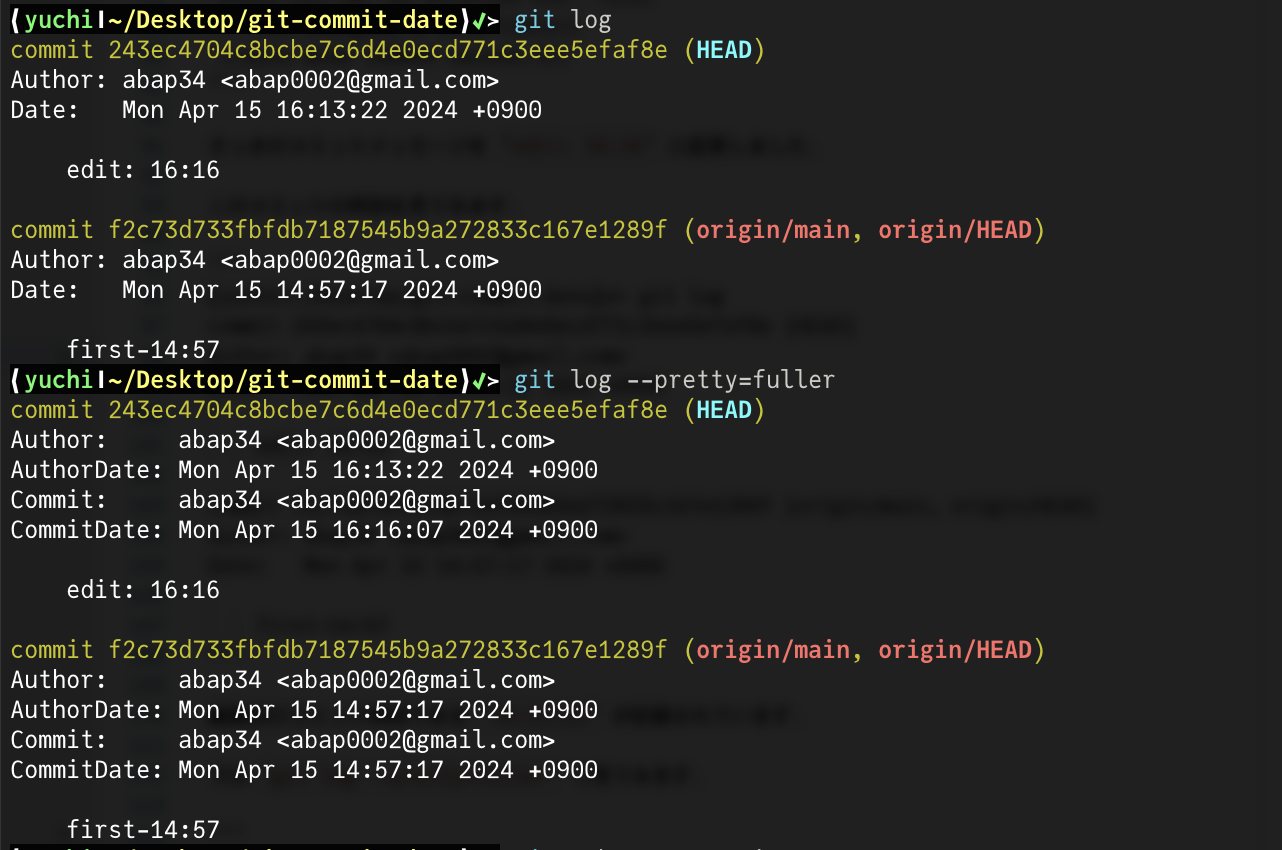 (yuchi|~/Desktop/git-commit-date)✔> git log
commit 243ec4704c8bcbe7c6d4e0ecd771c3eee5efaf8e (HEAD)
Author: abap34 <abap0002@gmail.com>
Date:   Mon Apr 15 16:13:22 2024 +0900
    edit: 16:16
commit f2c73d733fbfdb7187545b9a272833c167e1289f (origin/main, origin/HEAD)
Author: abap34 <abap0002@gmail.com>
Date:   Mon Apr 15 14:57:17 2024 +0900
    first-14:57
(yuchi|~/Desktop/git-commit-date)✔> git log --pretty=fuller
commit 243ec4704c8bcbe7c6d4e0ecd771c3eee5efaf8e (HEAD)
Author:     abap34 <abap0002@gmail.com>
AuthorDate: Mon Apr 15 16:13:22 2024 +0900
Commit:     abap34 <abap0002@gmail.com>
CommitDate: Mon Apr 15 16:16:07 2024 +0900
    edit: 16:16
commit f2c73d733fbfdb7187545b9a272833c167e1289f (origin/main, origin/HEAD)
Author:     abap34 <abap0002@gmail.com>
AuthorDate: Mon Apr 15 14:57:17 2024 +0900
Commit:     abap34 <abap0002@gmail.com>
CommitDate: Mon Apr 15 14:57:17 2024 +0900
    first-14:57